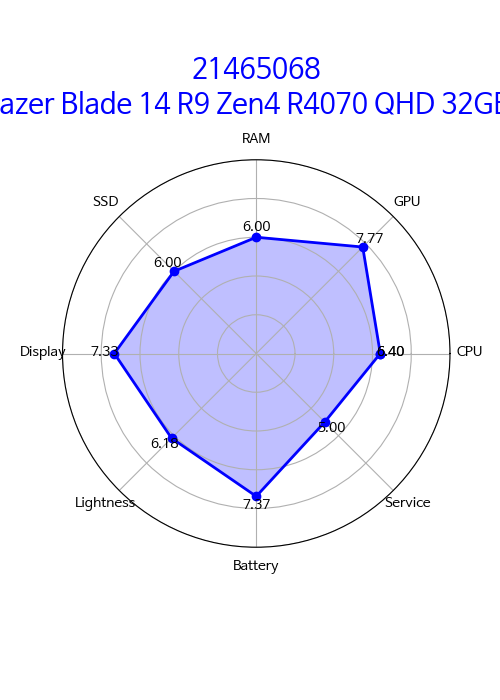 21465068
azer Blade 14 R9 Zen4 R4070 QHD 32GB
RAM
SSD
GPU
6.00
7.77
6.00
Display
7.33
6.40
CPU
6.18
5.00
Lightness
7.37
Service
Battery